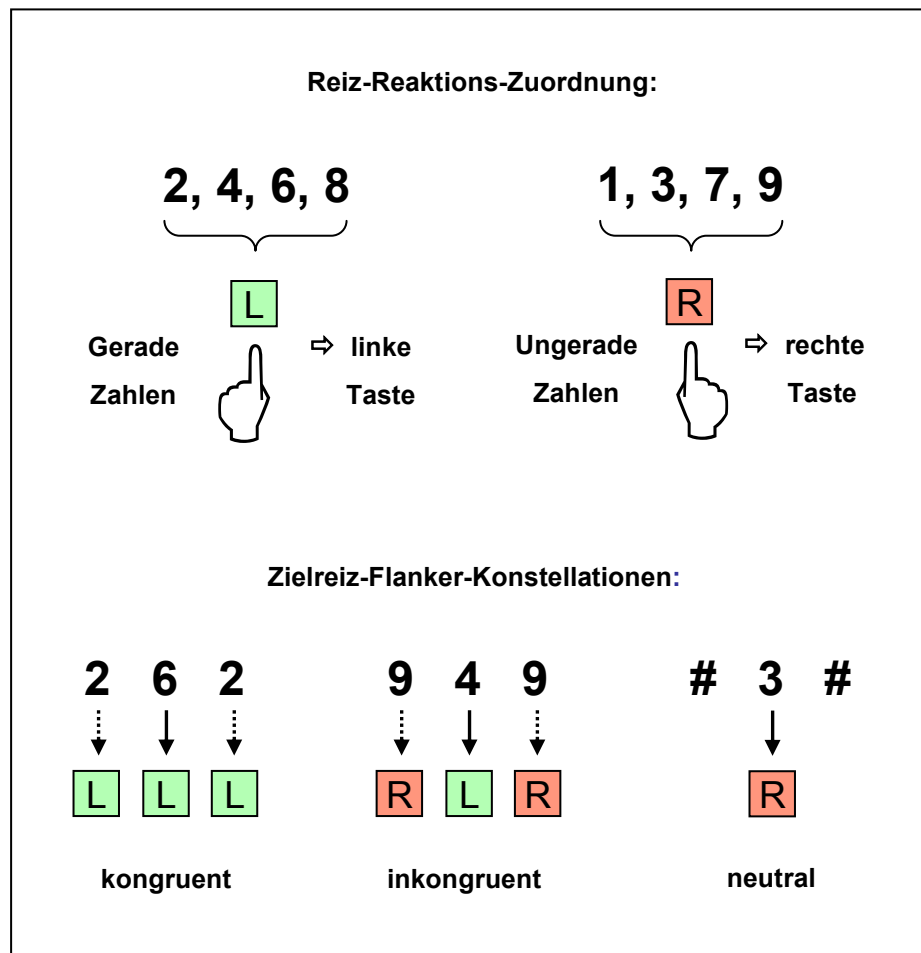 Reiz-Reaktions-Zuordnung:
2, 4, 6, 8
1, 3, 7, 9
L
R
Gerade ⇨ linke
Zahlen Taste
Ungerade ⇨ rechte
Zahlen Taste
Zielreiz-Flanker-Konstellationen:
2 6 2
9 4 9
# 3 #
L L L
R L R
R
kongruent
inkongruent
neutral